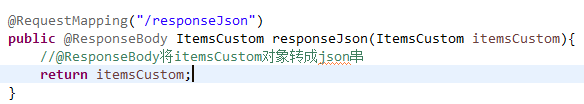 @RequestMapping("/responseJson")
public @ResponseBody ItemsCustom responseJson(ItemsCustom itemsCustom){
//@ResponseBody将itemsCustom对象转成json串
return itemsCustom;
}